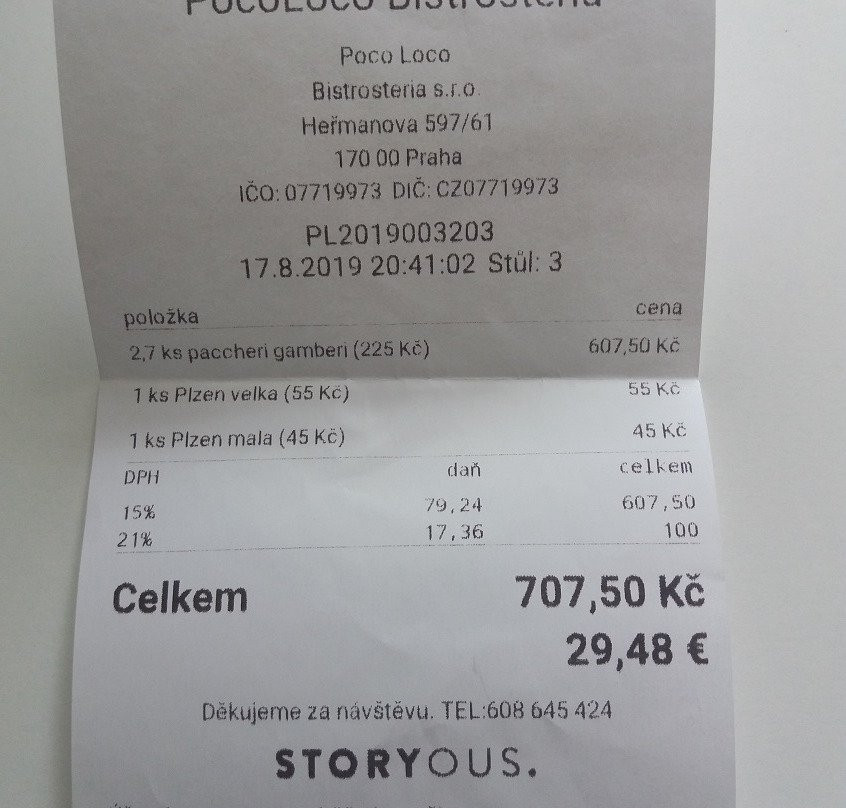 POCOLOCO Bistrosteria
Poco Loco
Bistrosteria s.r.o.
Heřmanova 597/61
170 00 Praha
IČO: 07719973 DIČ: CZ07719973
PL2019003203
17.8.2019 20:41:02 Stůl: 3
položka cena
2,7 ks paccheri gamberi (225 Kč) 607,50 Kč
1 ks Plzen velka (55 Kč) 55 Kč
1 ks Plzen mala (45 Kč) 45 Kč
DPH daň celkem
15% 79,24 607,50
21% 17,36 100
Celkem 707,50 Kč
29,48 €
Děkujeme za návštěvu. TEL:608 645 424
STORYOUS.